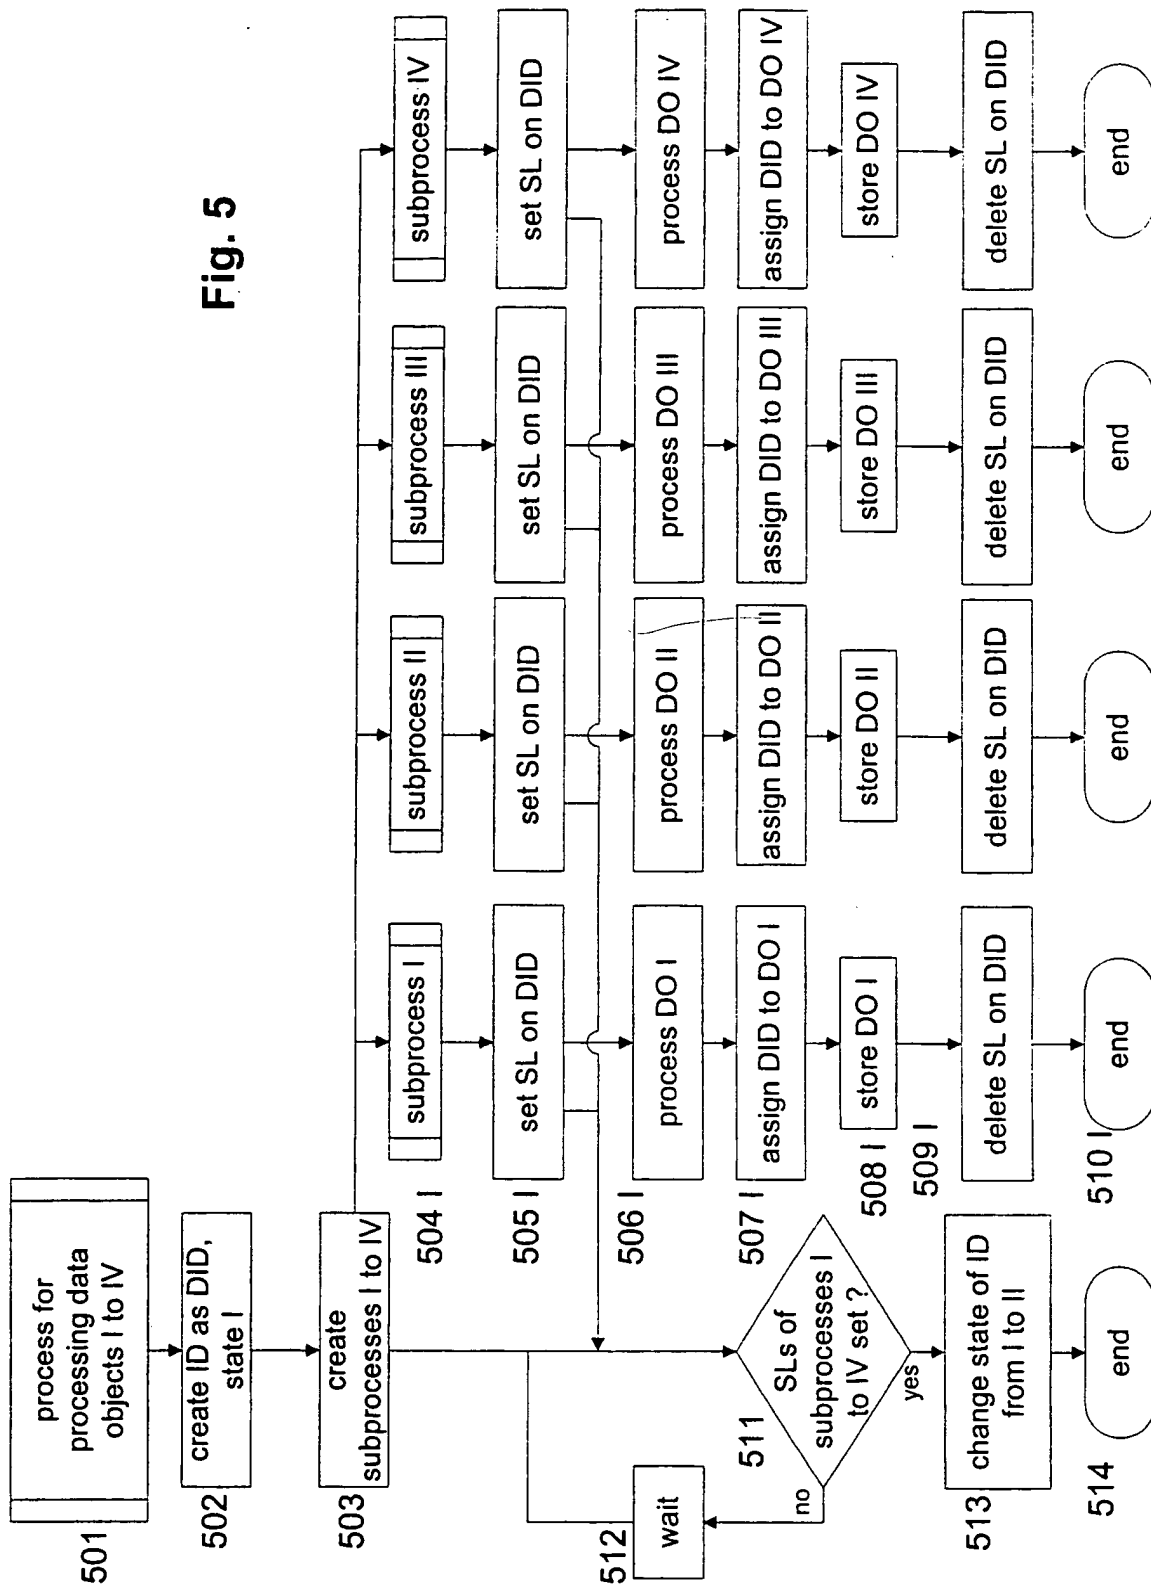 Fig. 5
501
process for
processing data
objects I to IV
502
create ID as DID,
state I
503
create
subprocesses I to IV
504 I
subprocess I
subprocess II
subprocess III
subprocess IV
505 I
set SL on DID
set SL on DID
set SL on DID
set SL on DID
506 I
process DO I
process DO II
process DO III
process DO IV
507 I
assign DID to DO I
assign DID to DO II
assign DID to DO III
assign DID to DO IV
508 I
store DO I
store DO II
store DO III
store DO IV
509 I
delete SL on DID
delete SL on DID
delete SL on DID
delete SL on DID
510 I
end
end
end
end
511
SLs of
subprocesses I
to IV set ?
no
yes
512
wait
513
change state of ID
from I to II
514
end